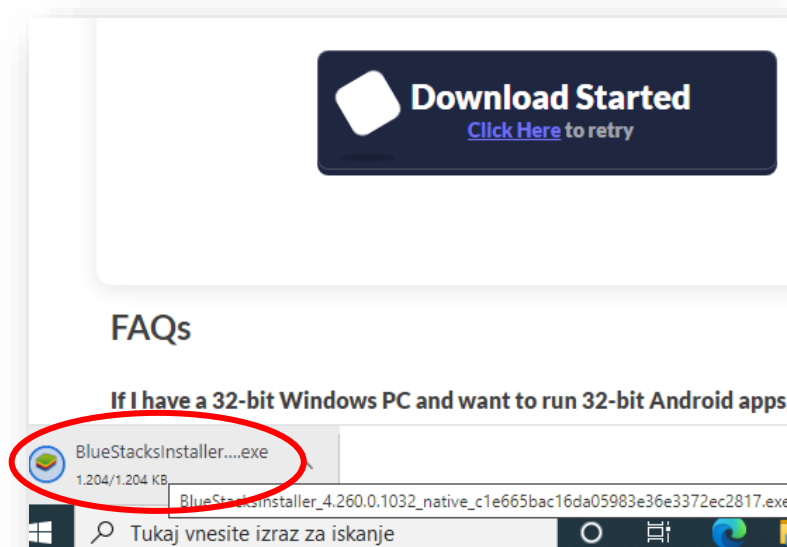 Download Started
Click Here to retry
FAQs
If I have a 32-bit Windows PC and want to run 32-bit Android apps
BlueStacksInstaller....exe
1.204/1.204 KB
BlueStacksInstaller_4.260.0.1032_native_c1e665bac16da05983e36e3372ec2817.exe
Tukaj vnesite izraz za iskanje